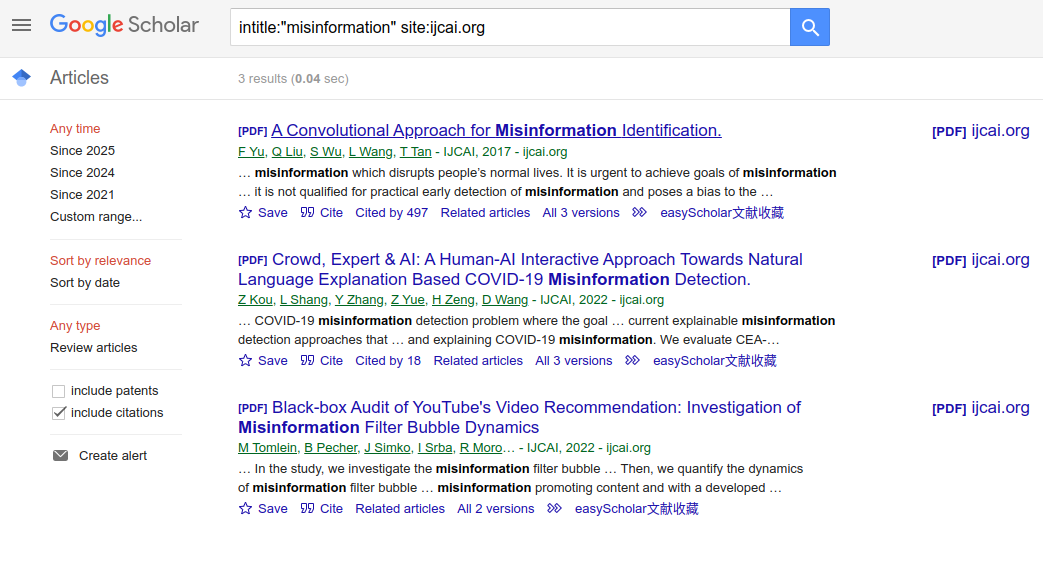 Google Scholar
intitle:"misinformation" site:ijcai.org
Articles
3 results (0.04 sec)
Any time
Since 2025
Since 2024
Since 2021
Custom range...
Sort by relevance
Sort by date
Any type
Review articles
include patents
include citations
Create alert
[PDF] A Convolutional Approach for Misinformation Identification.
F Yu, Q Liu, S Wu, L Wang, T Tan - IJCAI, 2017 - ijcai.org
… misinformation which disrupts people's normal lives. It is urgent to achieve goals of misinformation
… it is not qualified for practical early detection of misinformation and poses a bias to the …
Save Cite Cited by 497 Related articles All 3 versions easyScholar文献收藏
[PDF] ijcai.org
[PDF] Crowd, Expert & AI: A Human-AI Interactive Approach Towards Natural
Language Explanation Based COVID-19 Misinformation Detection.
Z Kou, L Shang, Y Zhang, Z Yue, H Zeng, D Wang - IJCAI, 2022 - ijcai.org
… COVID-19 misinformation detection problem where the goal … current explainable misinformation
detection approaches that … and explaining COVID-19 misinformation. We evaluate CEA-…
Save Cite Cited by 18 Related articles All 3 versions easyScholar文献收藏
[PDF] ijcai.org
[PDF] Black-box Audit of YouTube's Video Recommendation: Investigation of
Misinformation Filter Bubble Dynamics
M Tomlein, B Pecher, J Simko, I Srba, R Moro… - IJCAI, 2022 - ijcai.org
… In the study, we investigate the misinformation filter bubble … Then, we quantify the dynamics
of misinformation filter bubble … misinformation promoting content and with a developed …
Save Cite Related articles All 2 versions easyScholar文献收藏
[PDF] ijcai.org